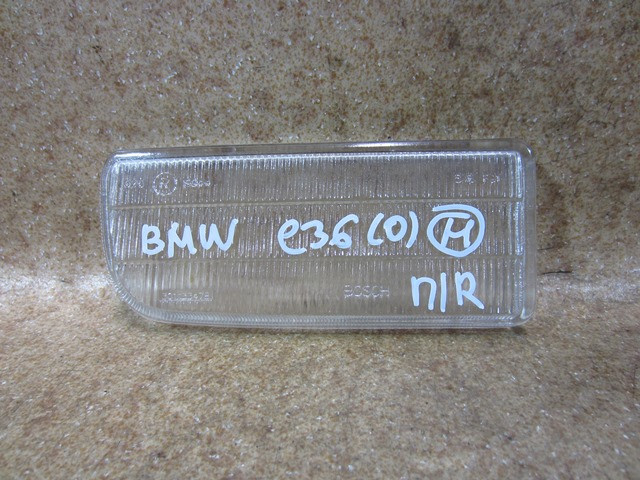 BMW e36 (0) Н
BOSCH п/R